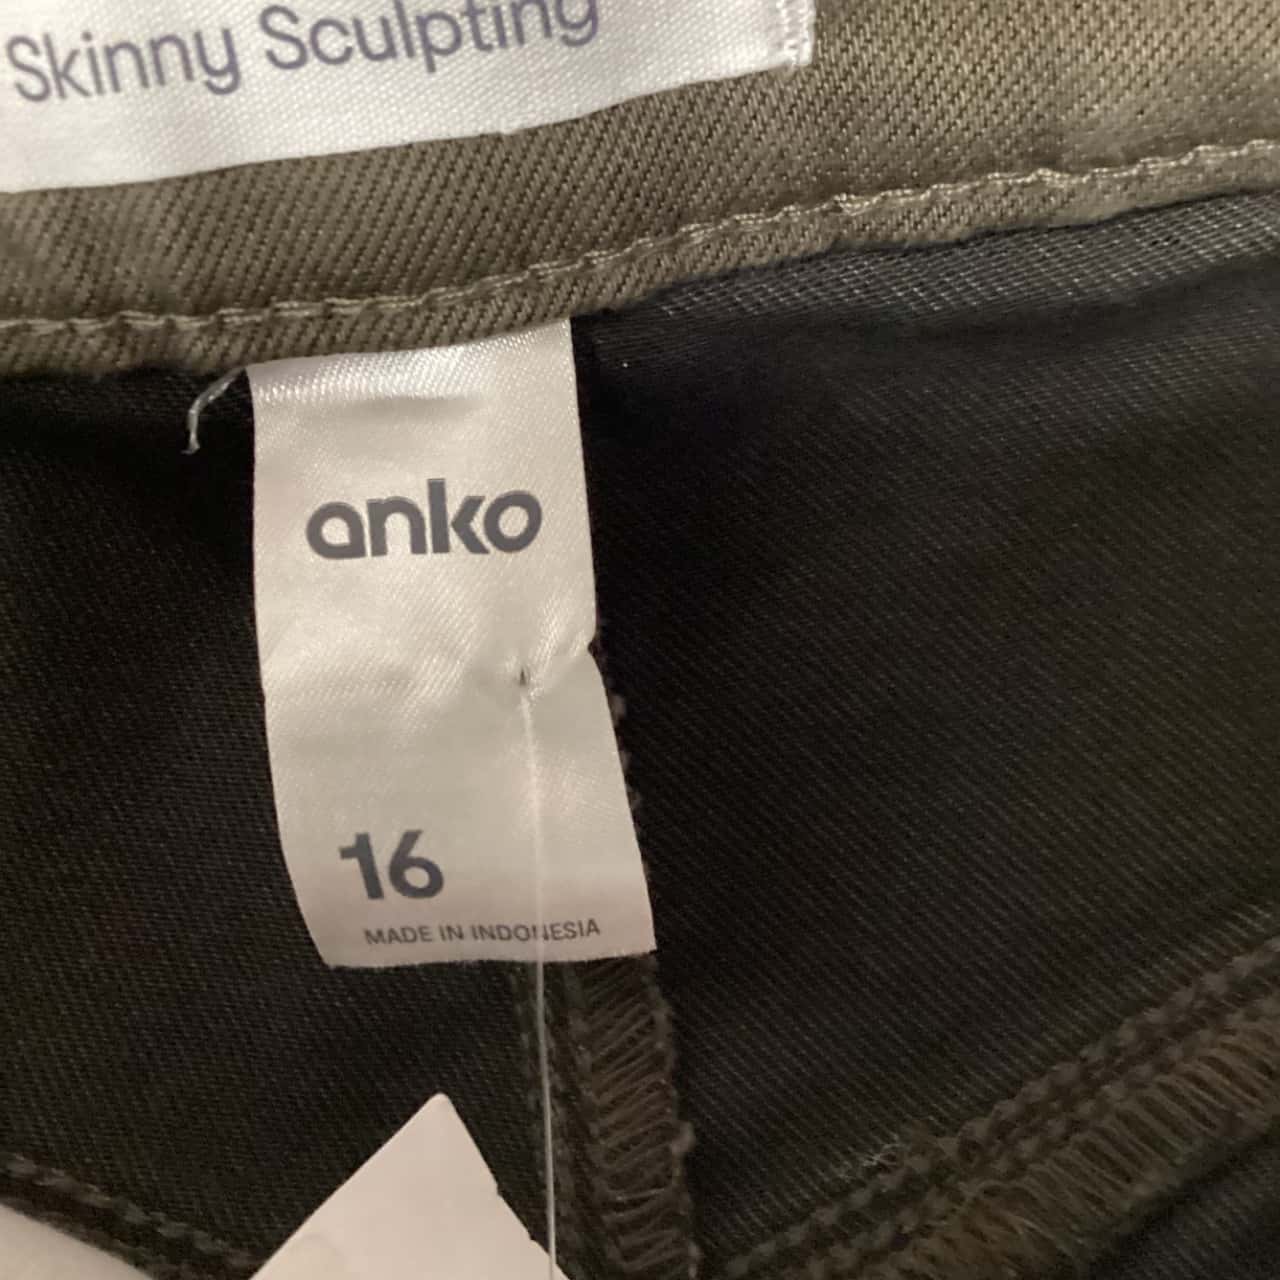 Skinny Sculpting
anko
16
MADE IN INDONESIA